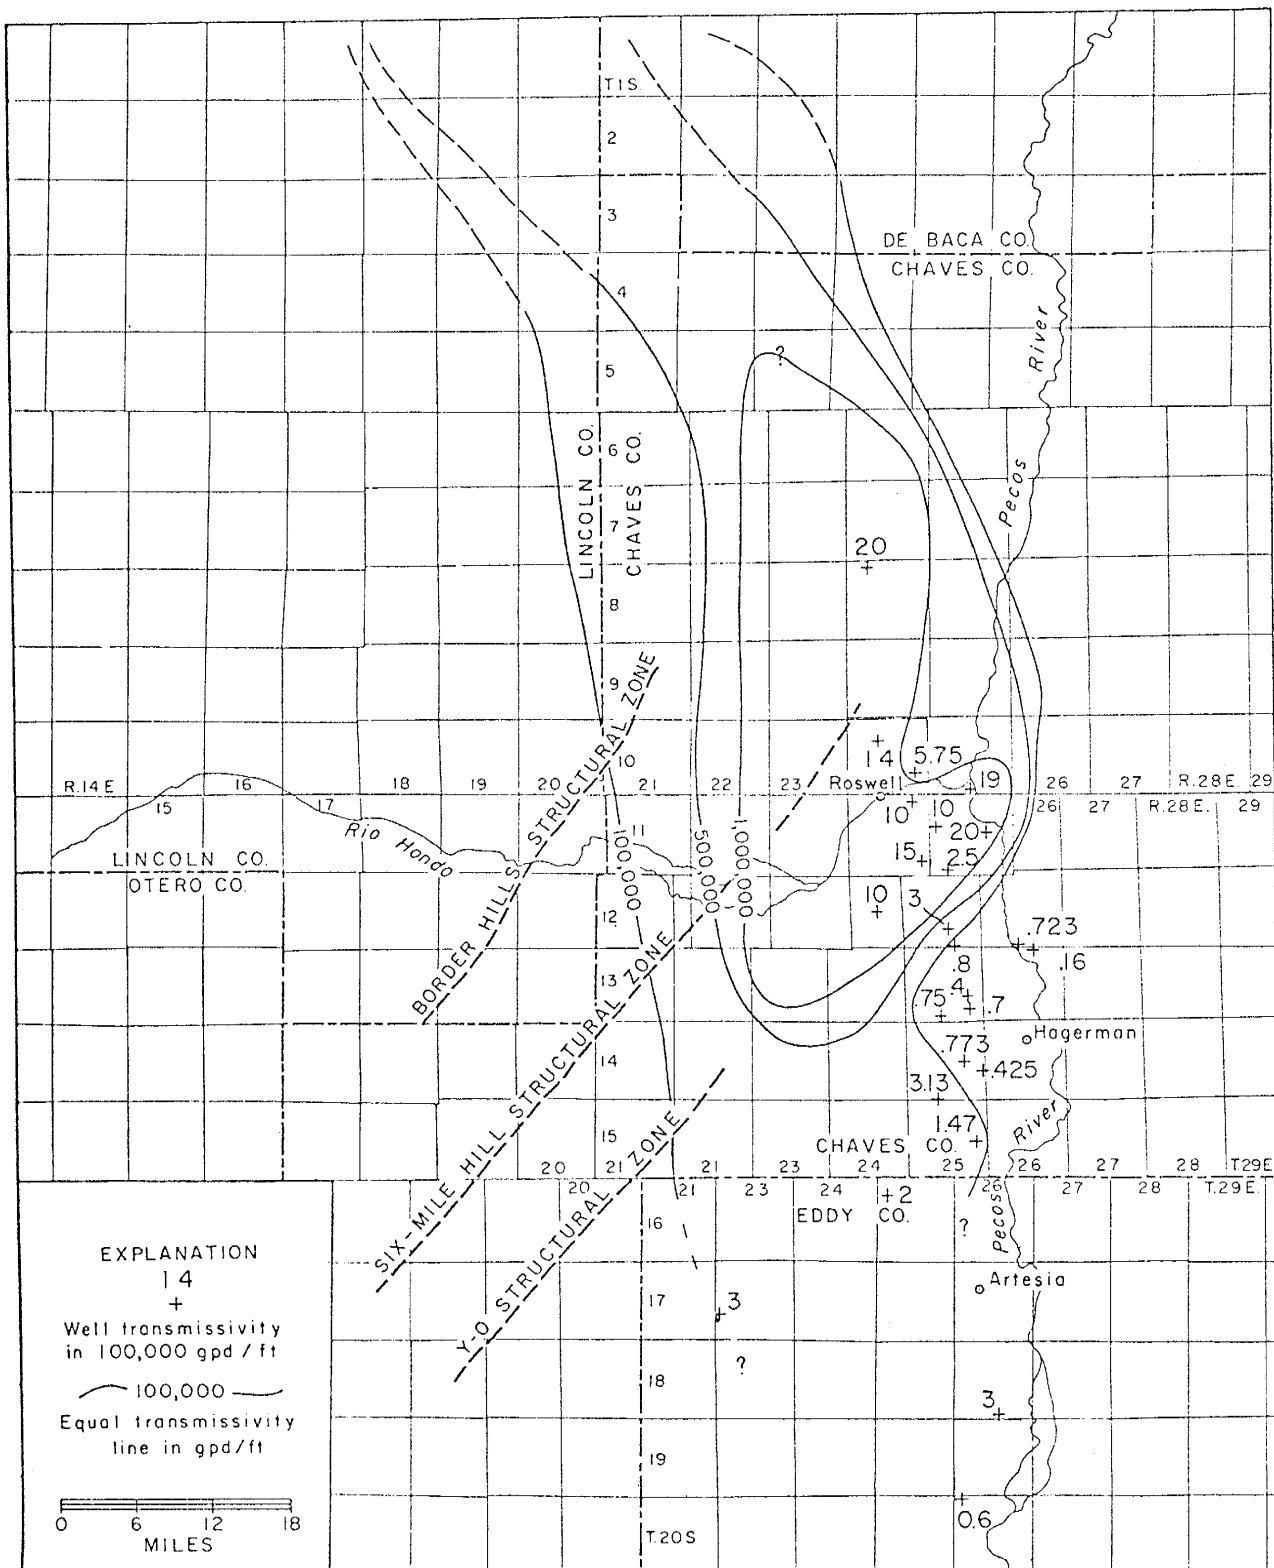 T1S.
2
3
DE BACA CO.
CHAVES CO.
4
River
?
5
LINCOLN CO.
CHAVES CO.
6
Pecos
7
20
8
9
10
14
5.75
19
R.14 E
15
16
17
18
19
20
21
22
23
Roswell
26
27
R.28E.
29
26
27
R.28E.
29
Rio Hondo
11
10
10
20
15
2.5
LINCOLN CO.
OTERO CO.
100,000
500,000
1,000,000
10
3
12
.723
.16
.8
.4
.75
.7
13
BORDER HILLS STRUCTURAL ZONE
Hagerman
.773
.425
14
3.13
1.47
River
15
CHAVES CO.
20
21
21
23
24
25
26
27
28
T.29E
20
21
23
24
+2
26
27
28
T.29E.
EDDY CO.
Pecos
SIX-MILE HILL STRUCTURAL ZONE
16
?
Y-O STRUCTURAL ZONE
Artesia
17
3
?
18
3
19
0.6
T.20S
EXPLANATION
14
+
Well transmissivity
in 100,000 gpd / ft
100,000
Equal transmissivity
line in gpd/ft
0 6 12 18
MILES